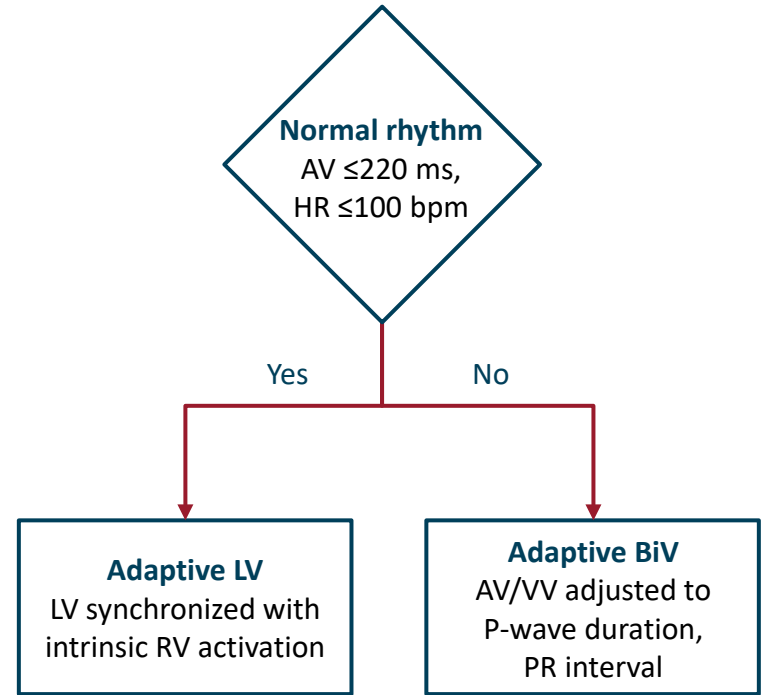 Normal rhythm
AV ≤220 ms,
HR ≤100 bpm
Yes
No
Adaptive LV
LV synchronized with
intrinsic RV activation
Adaptive BiV
AV/VV adjusted to
P-wave duration,
PR interval